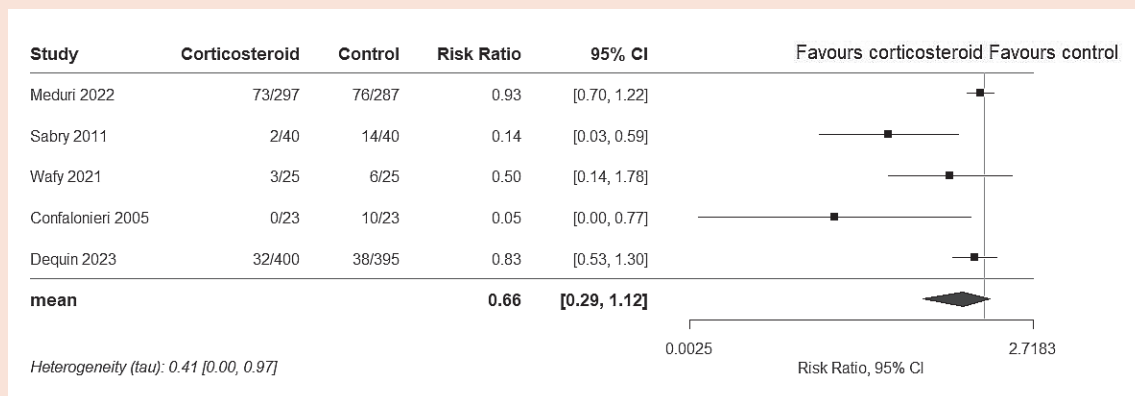 Study Corticosteroid Control Risk Ratio 95% CI Favours corticosteroid Favours control
Meduri 2022 73/297 76/287 0.93 [0.70, 1.22]
Sabry 2011 2/40 14/40 0.14 [0.03, 0.59]
Wafy 2021 3/25 6/25 0.50 [0.14, 1.78]
Confalonieri 2005 0/23 10/23 0.05 [0.00, 0.77]
Dequin 2023 32/400 38/395 0.83 [0.53, 1.30]
mean 0.66 [0.29, 1.12]
0.0025 2.7183
Heterogeneity (tau): 0.41 [0.00, 0.97] Risk Ratio, 95% CI